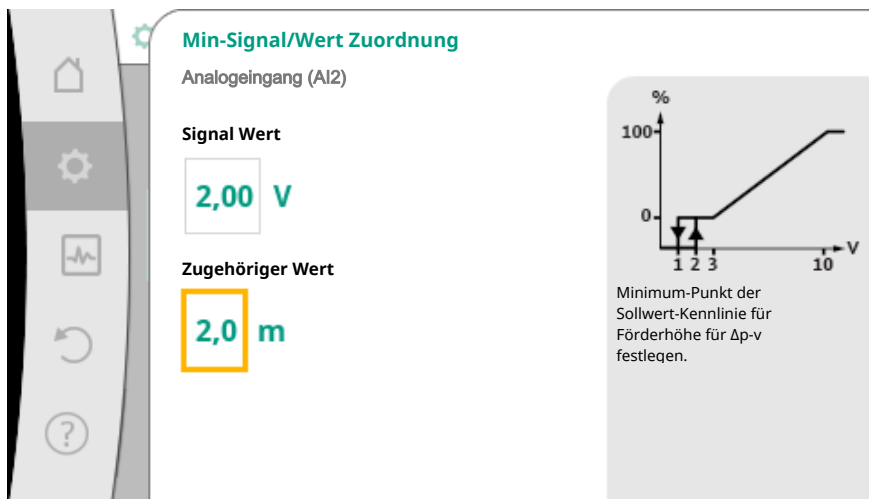 Min-Signal/Wert Zuordnung
Analogeingang (AI2)
Signal Wert
2,00 V
Zugehöriger Wert
2,0 m
%
100
0
1 2 3 10 V
Minimum-Punkt der
Sollwert-Kennlinie für
Förderhöhe für Δp-v
festlegen.
?